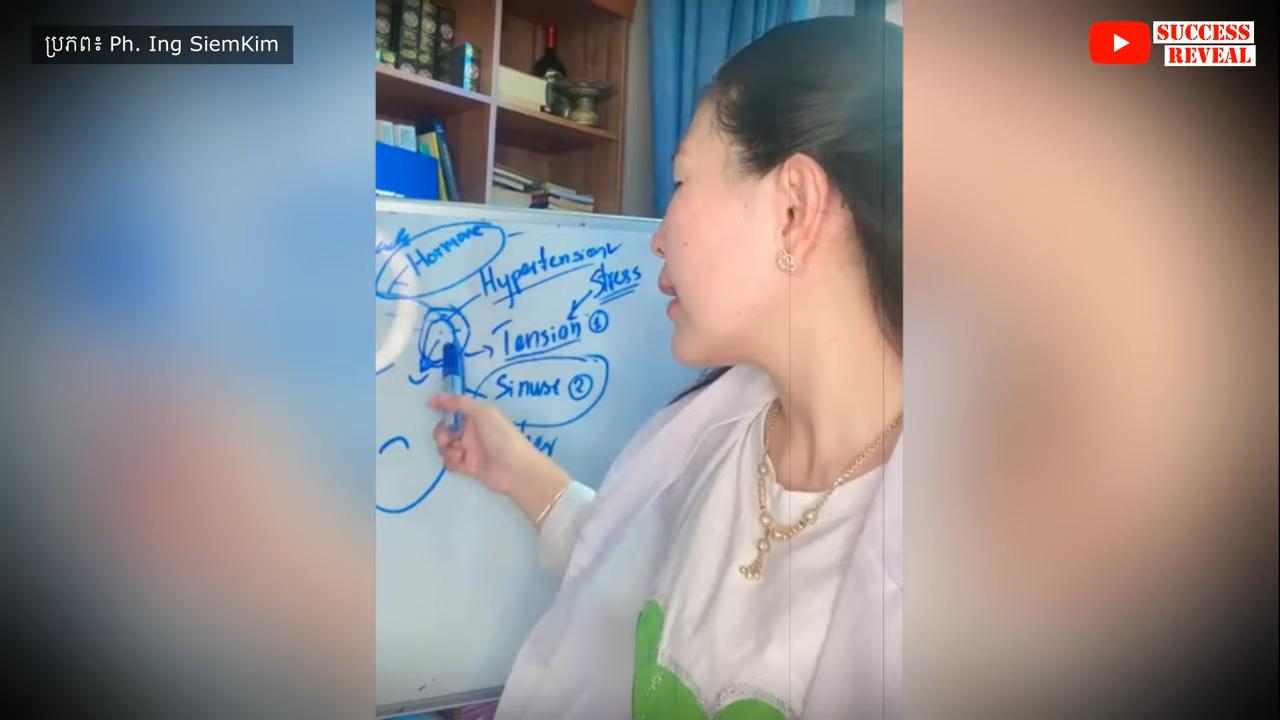 ប្រភព៖ Ph. Ing SiemKim
SUCCESS
REVEAL
Hormone
Hypertension
Stress
Tension ①
Sinuse ②